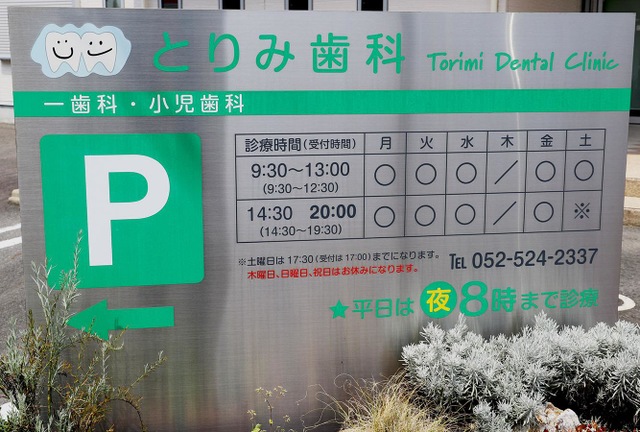 とりみ歯科 Torimi Dental Clinic
一歯科・小児歯科
P
診療時間(受付時間) 月 火 水 木 金 土
9:30～13:00 ○ ○ ○ ／ ○ ○
(9:30～12:30)
14:30 20:00 ○ ○ ○ ／ ○ ※
(14:30～19:30)
※土曜日は17:30(受付は17:00)までになります。
木曜日、日曜日、祝日はお休みになります。
TEL 052-524-2337
★平日は夜8時まで診療